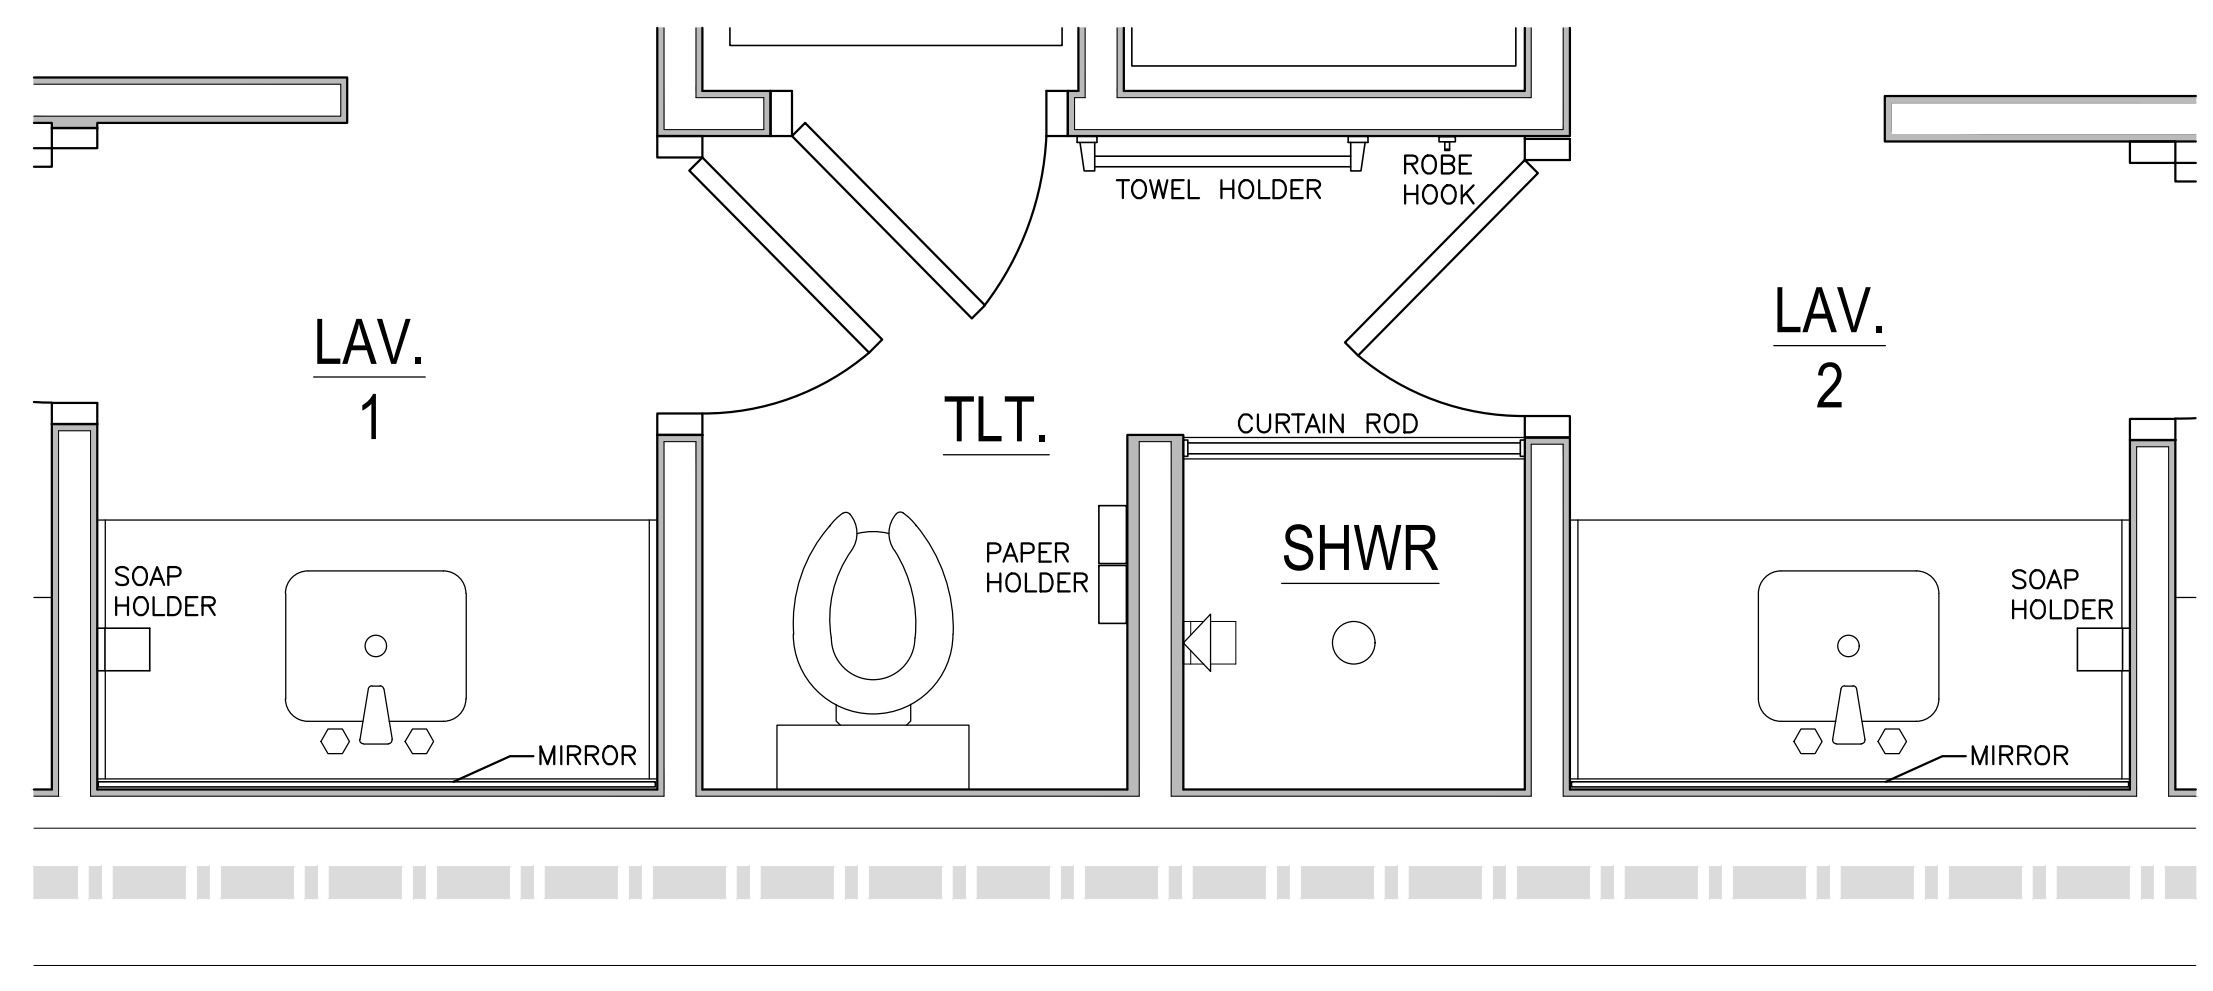 ROBE
HOOK
TOWEL HOLDER
LAV.
1
LAV.
2
TLT.
CURTAIN ROD
SHWR
PAPER
HOLDER
SOAP
HOLDER
SOAP
HOLDER
MIRROR
MIRROR